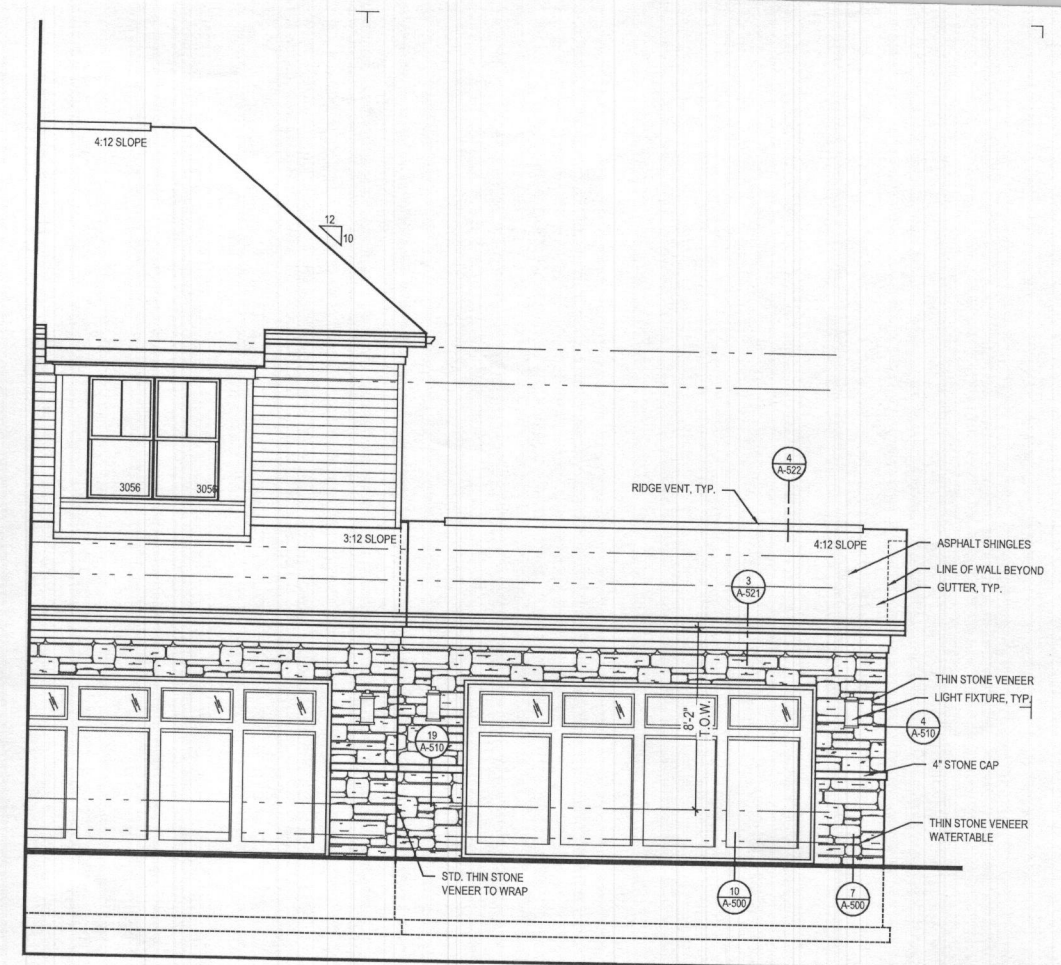 4:12 SLOPE
12
10
3056
3056
4
A-522
RIDGE VENT, TYP.
3:12 SLOPE
4:12 SLOPE
ASPHALT SHINGLES
LINE OF WALL BEYOND
GUTTER, TYP.
3
A-521
8'-2"
T.O.W.
THIN STONE VENEER
LIGHT FIXTURE, TYP.
4
A-510
19
A-510
4" STONE CAP
THIN STONE VENEER
WATERTABLE
STD. THIN STONE
VENEER TO WRAP
10
A-500
7
A-500